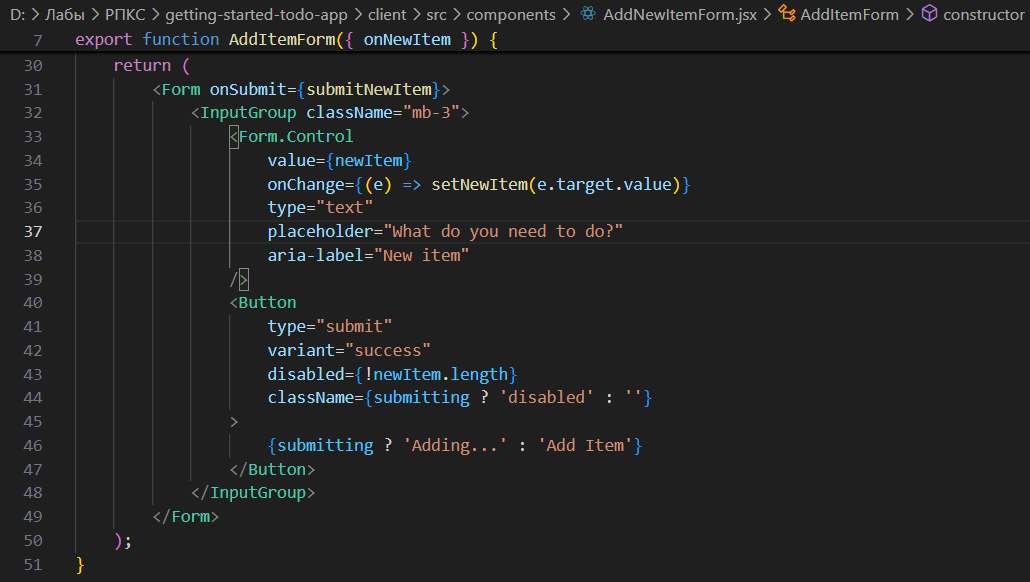 D: > Лабы > РПКС > getting-started-todo-app > client > src > components > AddNewItemForm.jsx > AddItemForm > constructor
7 export function AddItemForm({ onNewItem }) {
30 return (
31 <Form onSubmit={submitNewItem}>
32 <InputGroup className="mb-3">
33 <Form.Control
34 value={newItem}
35 onChange={(e) => setNewItem(e.target.value)}
36 type="text"
37 placeholder="What do you need to do?"
38 aria-label="New item"
39 />
40 <Button
41 type="submit"
42 variant="success"
43 disabled={!newItem.length}
44 className={submitting ? 'disabled' : ''}
45 >
46 {submitting ? 'Adding...' : 'Add Item'}
47 </Button>
48 </InputGroup>
49 </Form>
50 );
51 }